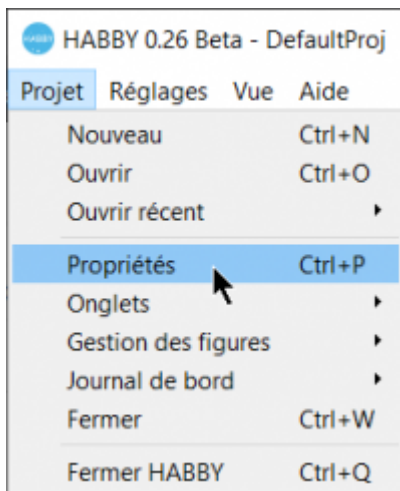 HABBY HABBY 0.26 Beta - DefaultProj
Projet Réglages Vue Aide
Nouveau Ctrl+N
Ouvrir Ctrl+O
Ouvrir récent
Propriétés Ctrl+P
Onglets
Gestion des figures
Journal de bord
Fermer Ctrl+W
Fermer HABBY Ctrl+Q